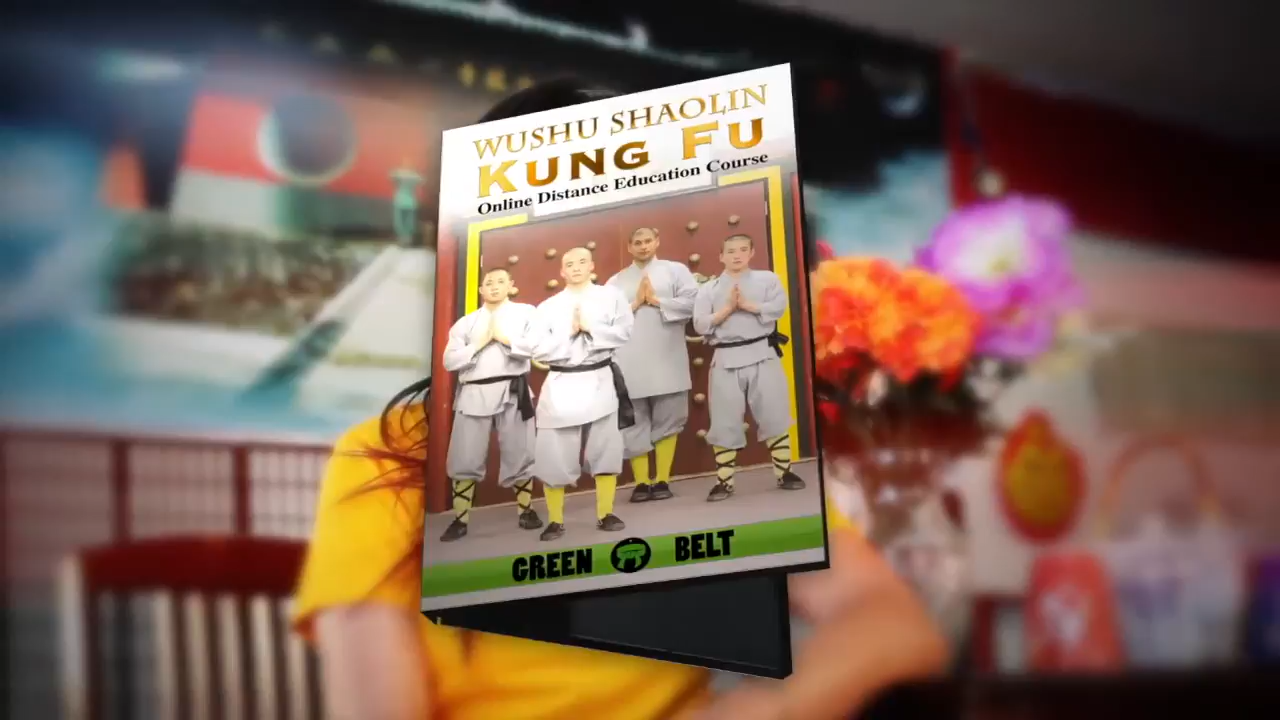 WUSHU SHAOLIN
KUNG FU
Online Distance Education Course
GREEN BELT